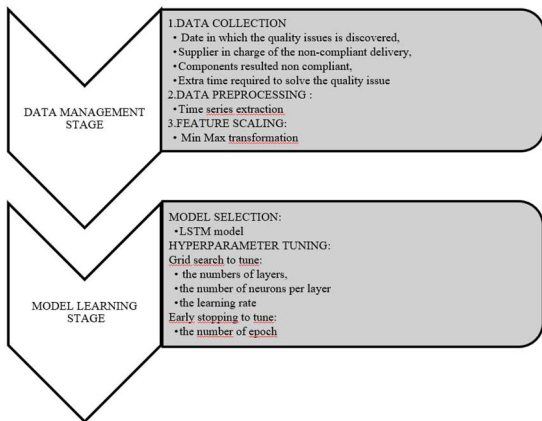 DATA MANAGEMENT
STAGE
1.DATA COLLECTION
• Date in which the quality issues is discovered,
• Supplier in charge of the non-compliant delivery,
• Components resulted non compliant,
• Extra time required to solve the quality issue
2.DATA PREPROCESSING :
• Time series extraction
3.FEATURE SCALING:
• Min Max transformation
MODEL LEARNING
STAGE
MODEL SELECTION:
•LSTM model
HYPERPARAMETER TUNING:
Grid search to tune:
• the numbers of layers,
•the number of neurons per layer
•the learning rate
Early stopping to tune:
•the number of epoch